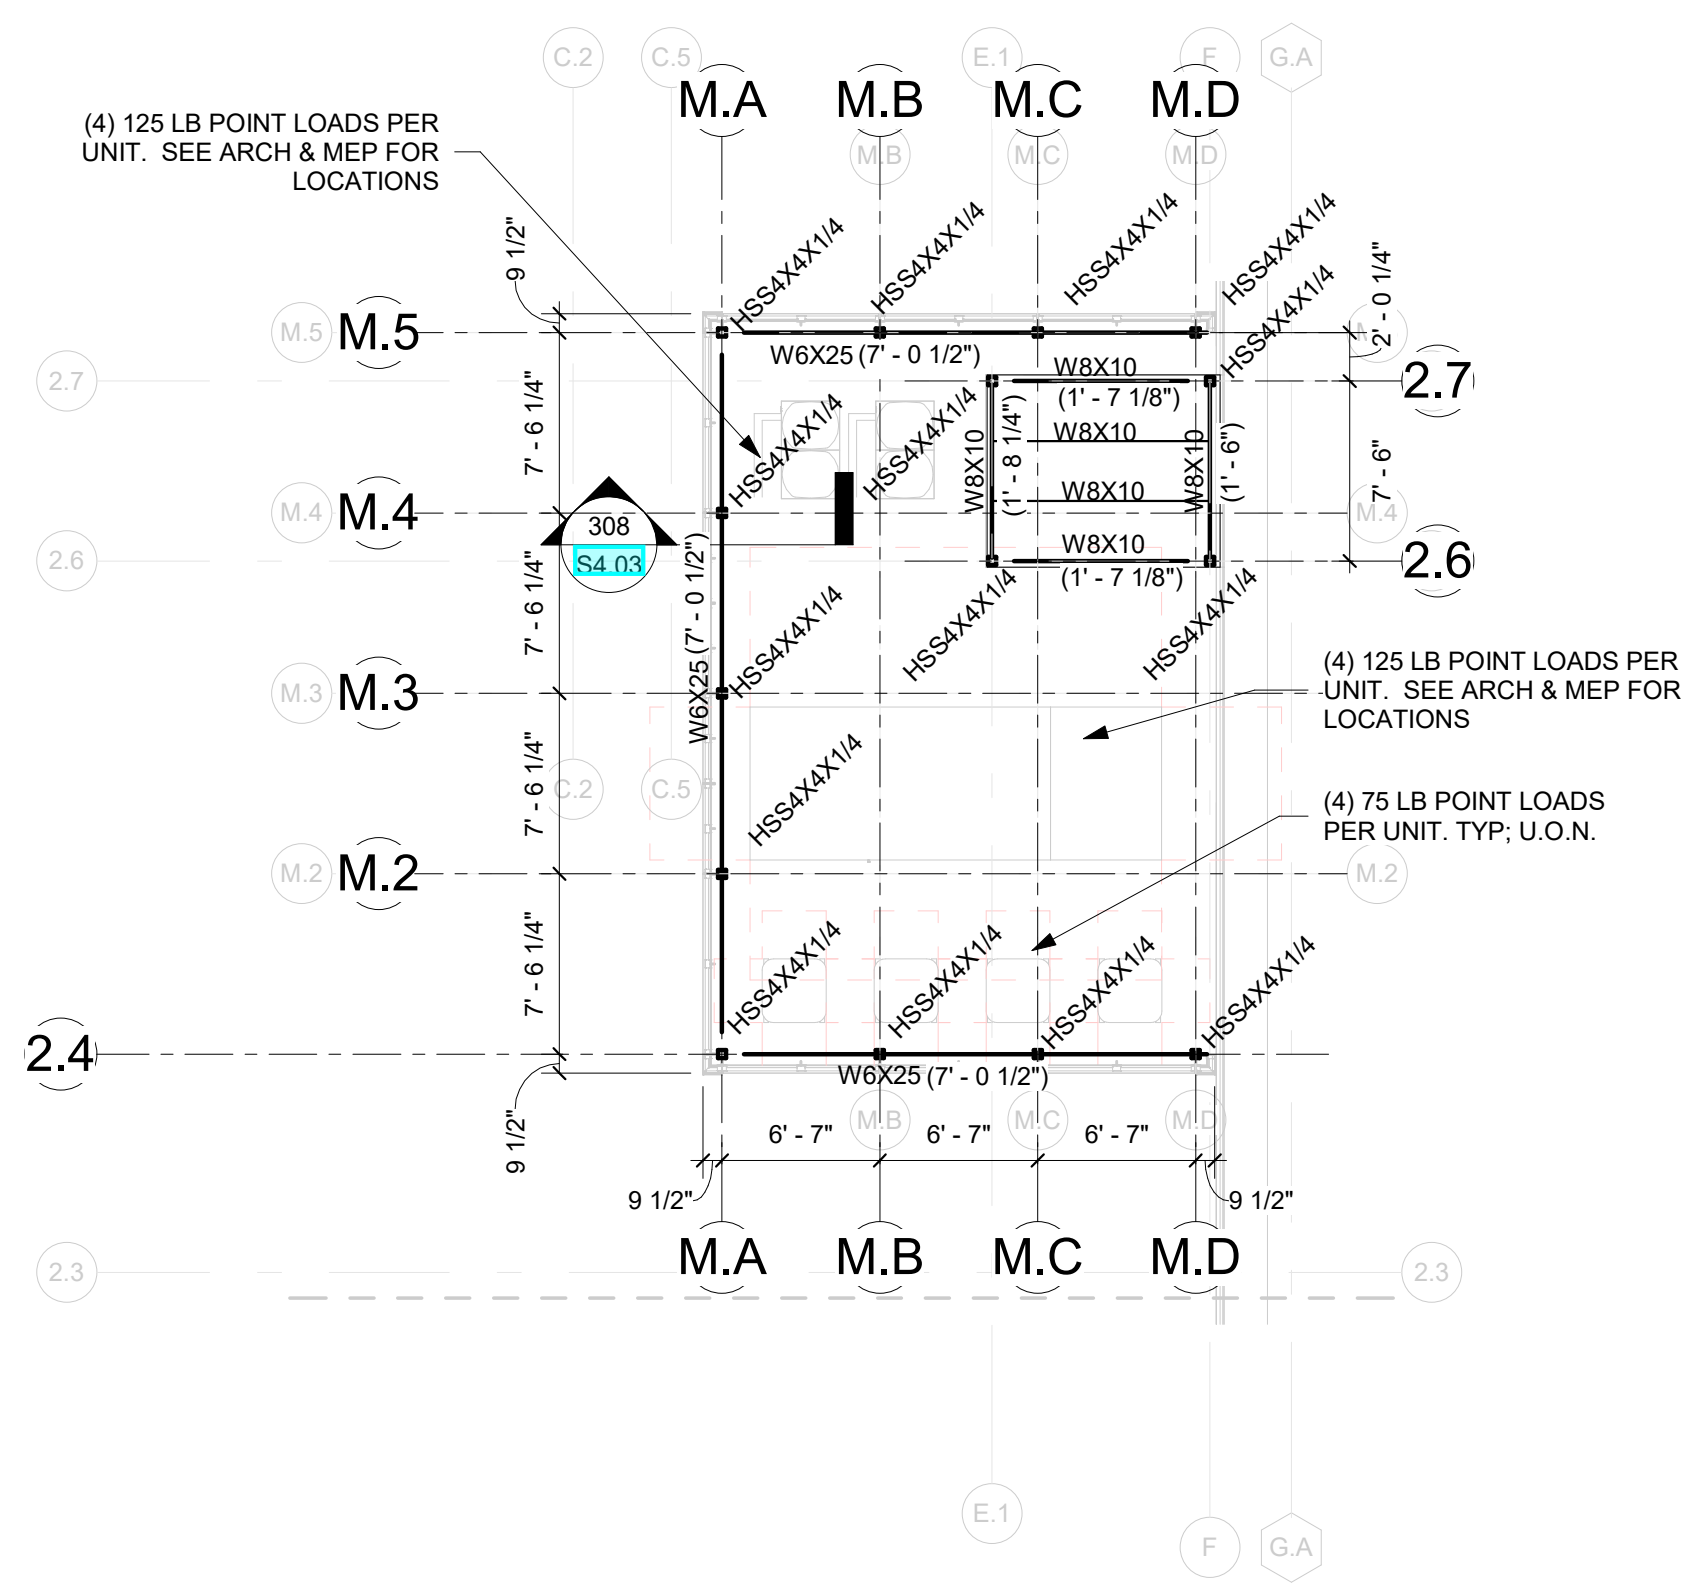 C.2
C.5
E.1
F
G.A
M.A
M.B
M.C
M.D
M.B
M.C
M.D
(4) 125 LB POINT LOADS PER
UNIT. SEE ARCH & MEP FOR
LOCATIONS
9 1/2"
HSS4X4X1/4
HSS4X4X1/4
HSS4X4X1/4
HSS4X4X1/4
HSS4X4X1/4
2' - 0 1/4"
M.5
M.5
W6X25 (7' - 0 1/2")
W8X10
(1' - 7 1/8")
2.7
2.7
7' - 6 1/4"
HSS4X4X1/4
HSS4X4X1/4
W8X10
(1' - 8 1/4")
W8X10
W8X10
W8X10
(1' - 6")
7' - 6"
M.4
M.4
M.4
308
S4.03
W8X10
(1' - 7 1/8")
2.6
2.6
7' - 6 1/4"
W6X25 (7' - 0 1/2")
HSS4X4X1/4
HSS4X4X1/4
HSS4X4X1/4
M.3
M.3
(4) 125 LB POINT LOADS PER
UNIT. SEE ARCH & MEP FOR
LOCATIONS
7' - 6 1/4"
C.2
C.5
HSS4X4X1/4
(4) 75 LB POINT LOADS
PER UNIT. TYP; U.O.N.
M.2
M.2
M.2
7' - 6 1/4"
HSS4X4X1/4
HSS4X4X1/4
HSS4X4X1/4
HSS4X4X1/4
2.4
W6X25 (7' - 0 1/2")
9 1/2"
M.B
M.C
M.D
6' - 7"
6' - 7"
6' - 7"
9 1/2"
9 1/2"
M.A
M.B
M.C
M.D
2.3
2.3
E.1
F
G.A